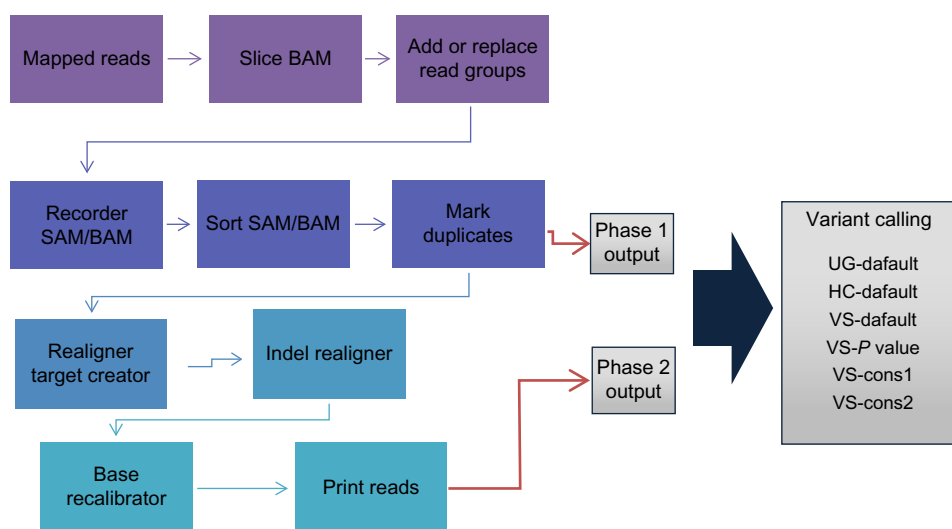 Mapped reads
Slice BAM
Add or replace
read groups
Recorder
SAM/BAM
Sort SAM/BAM
Mark
duplicates
Phase 1
output
Realigner
target creator
Indel realigner
Phase 2
output
Base
recalibrator
Print reads
Variant calling
UG-dafault
HC-dafault
VS-dafault
VS-P value
VS-cons1
VS-cons2